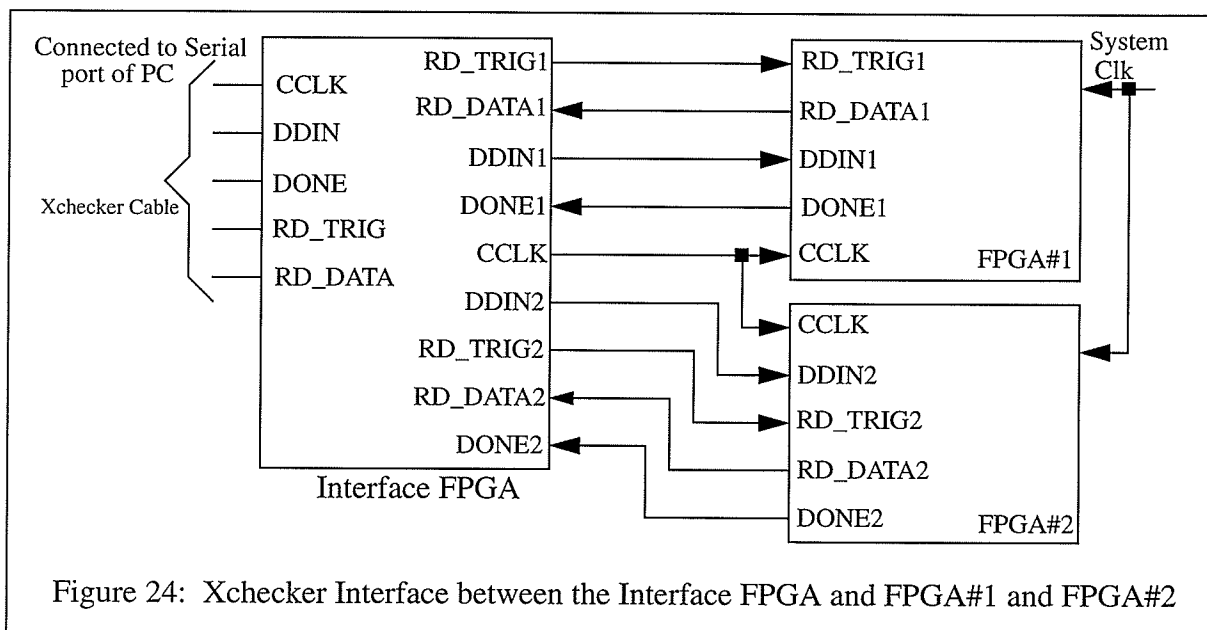 Connected to Serial
port of PC
CCLK
DDIN
DONE
RD_TRIG
RD_DATA
Xchecker Cable
RD_TRIG1
RD_DATA1
DDIN1
DONE1
CCLK
DDIN2
RD_TRIG2
RD_DATA2
DONE2
Interface FPGA
RD_TRIG1
RD_DATA1
DDIN1
DONE1
CCLK
FPGA#1
System
Clk
CCLK
DDIN2
RD_TRIG2
RD_DATA2
DONE2
FPGA#2
Figure 24: Xchecker Interface between the Interface FPGA and FPGA#1 and FPGA#2